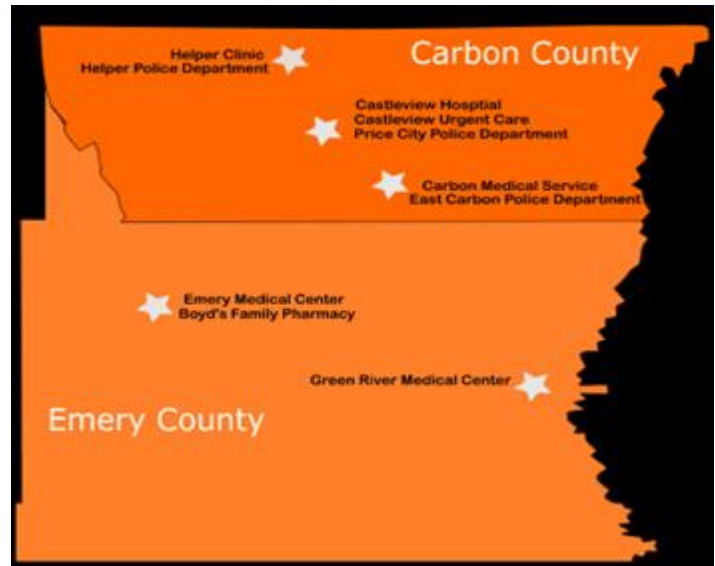 Carbon County
Helper Clinic
Helper Police Department
Castleview Hosptial
Castleview Urgent Care
Price City Police Department
Carbon Medical Service
East Carbon Police Department
Emery Medical Center
Boyd's Family Pharmacy
Green River Medical Center
Emery County